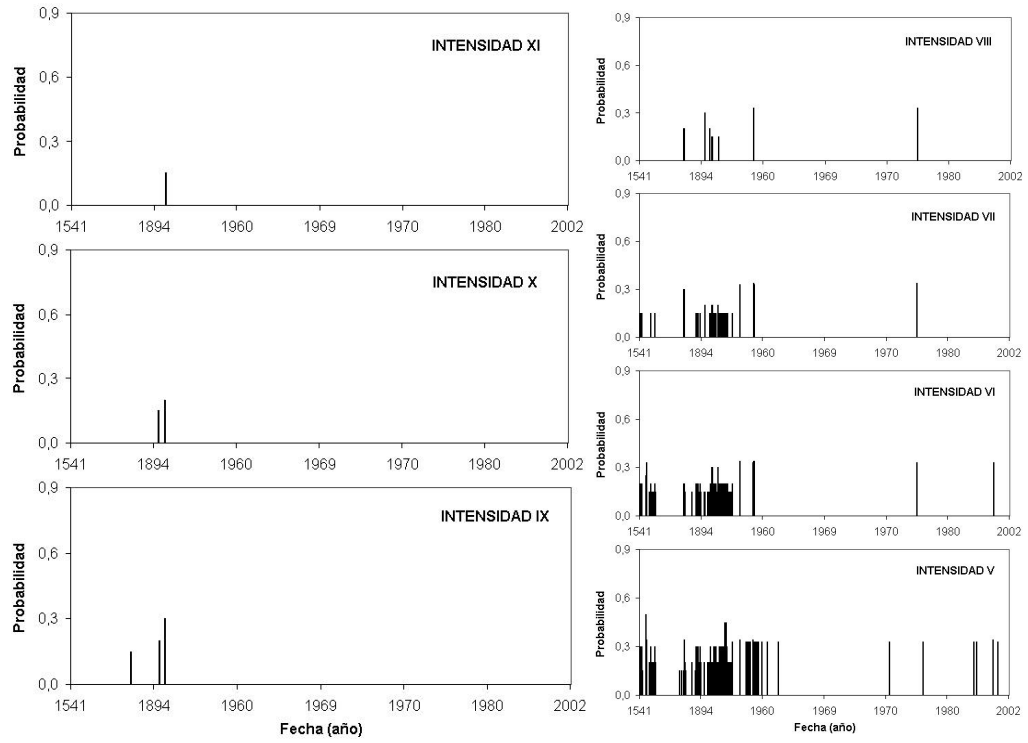 INTENSIDAD XI
Probabilidad
0,9
0,6
0,3
0,0
1541 1894 1960 1969 1970 1980 2002
INTENSIDAD X
Probabilidad
0,9
0,6
0,3
0,0
1541 1894 1960 1969 1970 1980 2002
INTENSIDAD IX
Probabilidad
0,9
0,6
0,3
0,0
1541 1894 1960 1969 1970 1980 2002
Fecha (año)
INTENSIDAD VIII
Probabilidad
0,9
0,6
0,3
0,0
1541 1894 1960 1969 1970 1980 2002
INTENSIDAD VII
Probabilidad
0,9
0,6
0,3
0,0
1541 1894 1960 1969 1970 1980 2002
INTENSIDAD VI
Probabilidad
0,9
0,6
0,3
0,0
1541 1894 1960 1969 1970 1980 2002
INTENSIDAD V
Probabilidad
0,9
0,6
0,3
0,0
1541 1894 1960 1969 1970 1980 2002
Fecha (año)